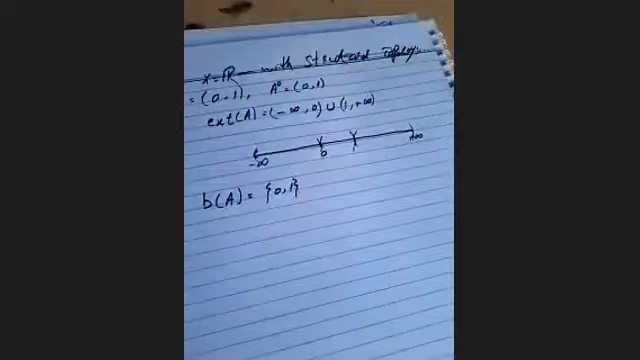 X = ℝ with standard topology.
= (0,1), A° = (0,1)
ext(A) = (-∞, 0) ∪ (1, +∞)
-∞ 0 1 +∞
b(A) = {0,1}